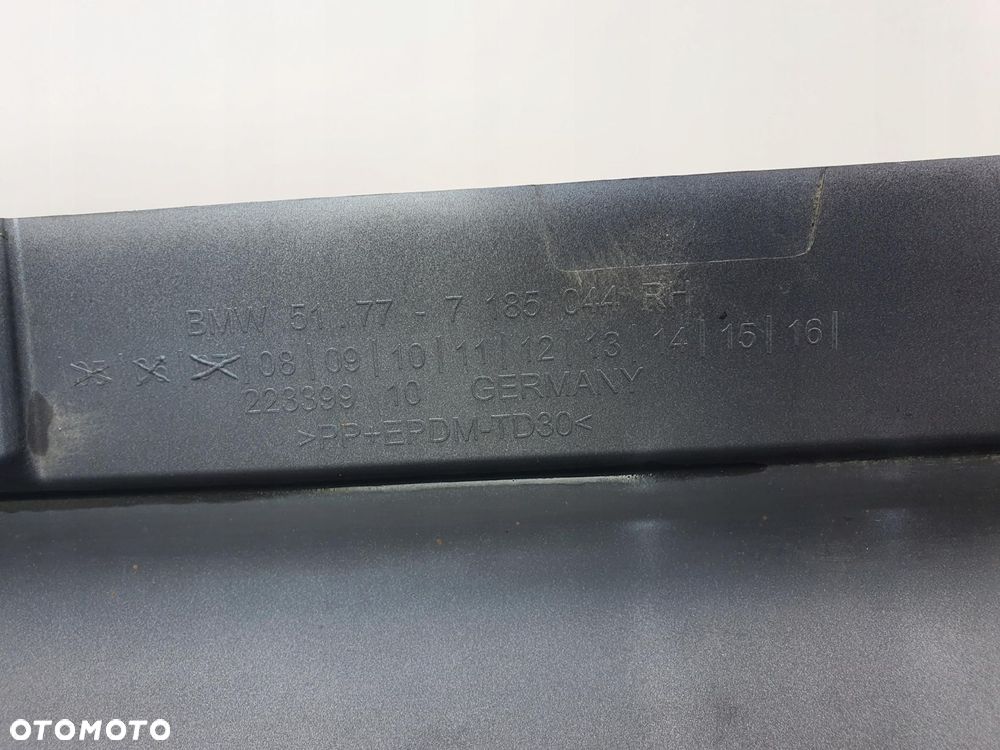 BMW 51.77 - 7 185 044 RH
|08|09|10|11|12|13 14|15|16|
223399 10 GERMANY
>PP+EPDM-TD30<
OTOMOTO